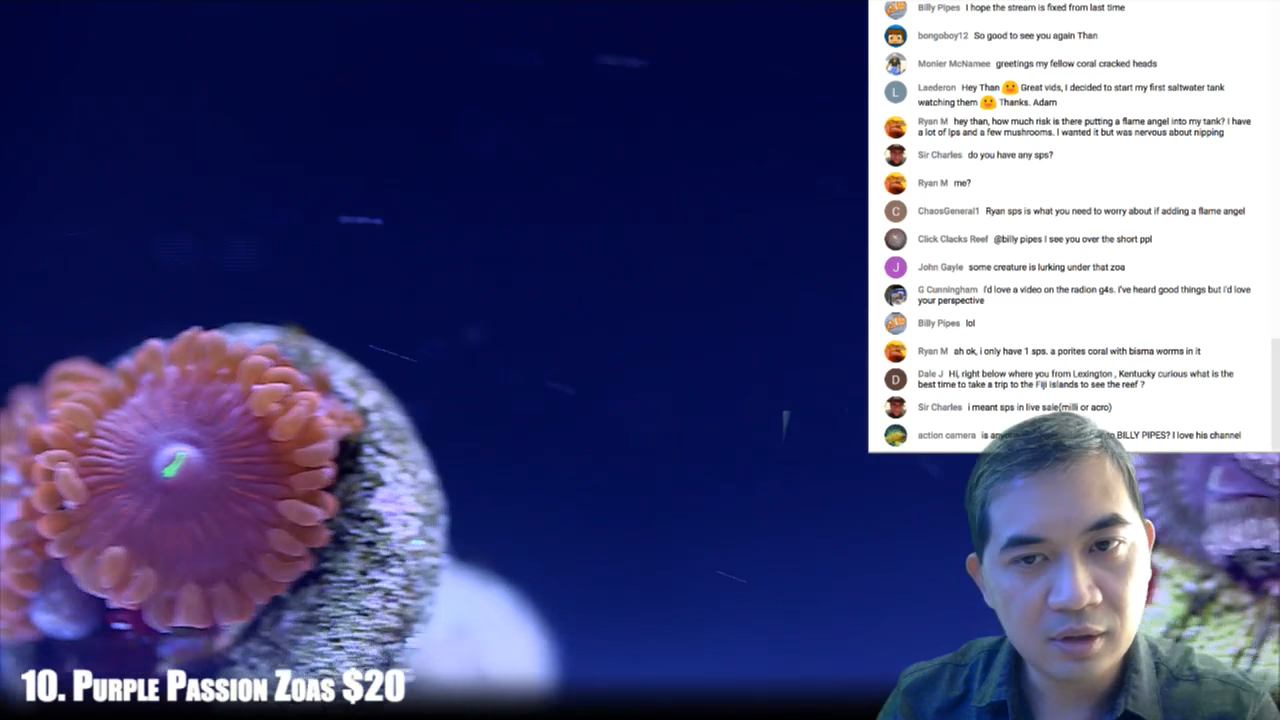 Billy Pipes I hope the stream is fixed from last time
bongoboy12 So good to see you again Than
Monier McNamee greetings my fellow coral cracked heads
L
Laederon Hey Than Great vids, I decided to start my first saltwater tank
watching them Thanks. Adam
Ryan M hey than, how much risk is there putting a flame angel into my tank? I have
a lot of lps and a few mushrooms. I wanted it but was nervous about nipping
Sir Charles do you have any sps?
Ryan M me?
C
ChaosGeneral1 Ryan sps is what you need to worry about if adding a flame angel
Click Clacks Reef @billy pipes I see you over the short ppl
J
John Gayle some creature is lurking under that zoa
G Cunningham I'd love a video on the radion g4s. i've heard good things but I'd love
your perspective
Billy Pipes lol
Ryan M ah ok, i only have 1 sps. a porites coral with bisma worms in it
D
Dale J Hi, right below where you from Lexington , Kentucky curious what is the
best time to take a trip to the Fiji islands to see the reef ?
Sir Charles i meant sps in live sale(milli or acro)
action camera is to BILLY PIPES? I love his channel
10. PURPLE PASSION ZOAS $20